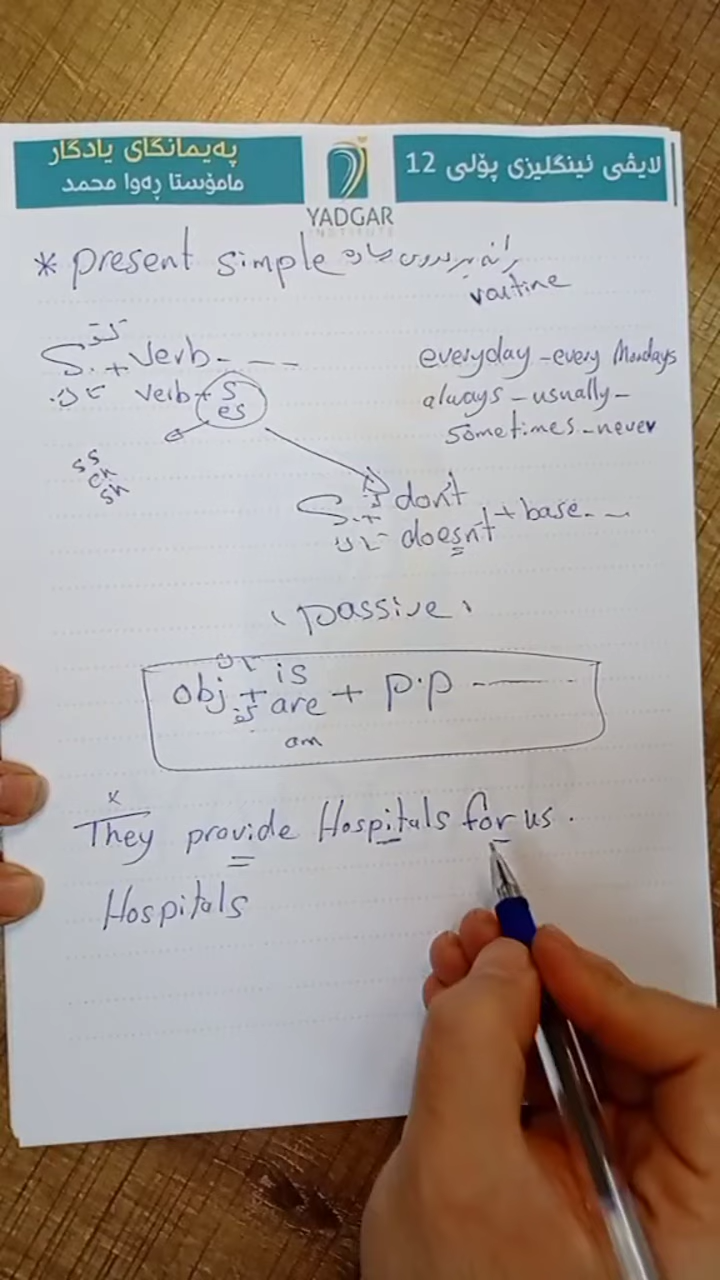 پەیمانگای یادگار
مامۆستا ڕەوا محمد
YADGAR
INSTITUTE
لایڤی ئینگلیزی پۆلی 12
* present simple
routine
S. + Verb - - -
verb + s
es
ss
ch
sh
everyday - every Mondays
always - usually -
sometimes - never
S. + don't
doesn't + base - -
(passive)
obj + is
are + p.p
am
x
They provide Hospitals for us.
Hospitals